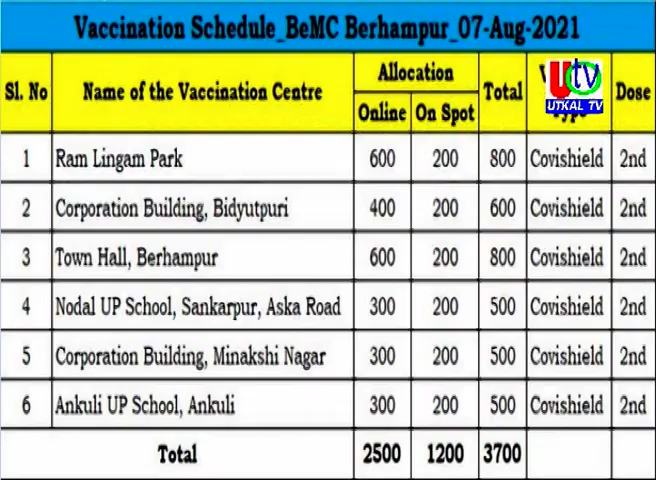 Vaccination Schedule_BeMC Berhampur_07-Aug-2021
Sl. No Name of the Vaccination Centre Allocation Total Dose
Online On Spot
UTV
UTKAL TV
1 Ram Lingam Park 600 200 800 Covishield 2nd
2 Corporation Building, Bidyutpuri 400 200 600 Covishield 2nd
3 Town Hall, Berhampur 600 200 800 Covishield 2nd
4 Nodal UP School, Sankarpur, Aska Road 300 200 500 Covishield 2nd
5 Corporation Building, Minakshi Nagar 300 200 500 Covishield 2nd
6 Ankuli UP School, Ankuli 300 200 500 Covishield 2nd
Total 2500 1200 3700